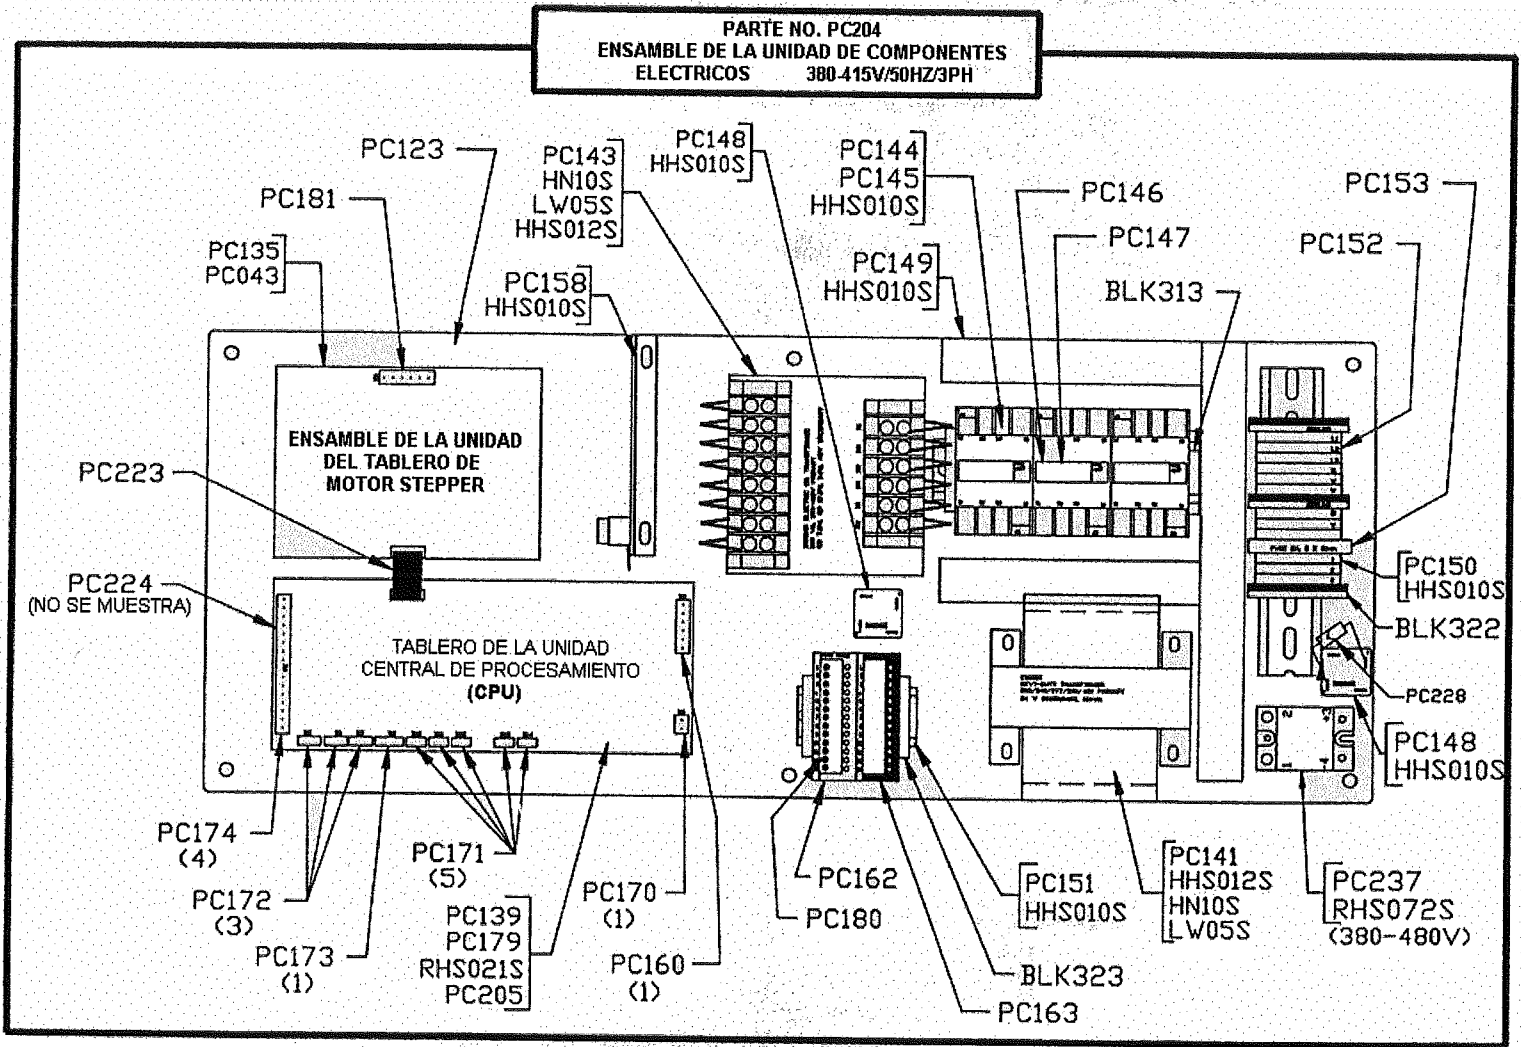 PARTE NO. PC204
ENSAMBLE DE LA UNIDAD DE COMPONENTES
ELECTRICOS 380-415V/50HZ/3PH
PC123
PC181
PC135
PC043
PC143
HN10S
LW05S
HHS012S
PC148
HHS010S
PC144
PC145
HHS010S
PC146
PC147
PC153
PC152
PC149
HHS010S
BLK313
PC158
HHS010S
ENSAMBLE DE LA UNIDAD
DEL TABLERO DE
MOTOR STEPPER
PC223
PC224
(NO SE MUESTRA)
TABLERO DE LA UNIDAD
CENTRAL DE PROCESAMIENTO
(CPU)
PC150
HHS010S
BLK322
PC228
PC148
HHS010S
2
+3
1
-4
PC174
(4)
PC172
(3)
PC173
(1)
PC171
(5)
PC139
PC179
RHS021S
PC205
PC170
(1)
PC160
(1)
PC162
PC180
PC151
HHS010S
BLK323
PC163
PC141
HHS012S
HN10S
LW05S
PC237
RHS072S
(380-480V)